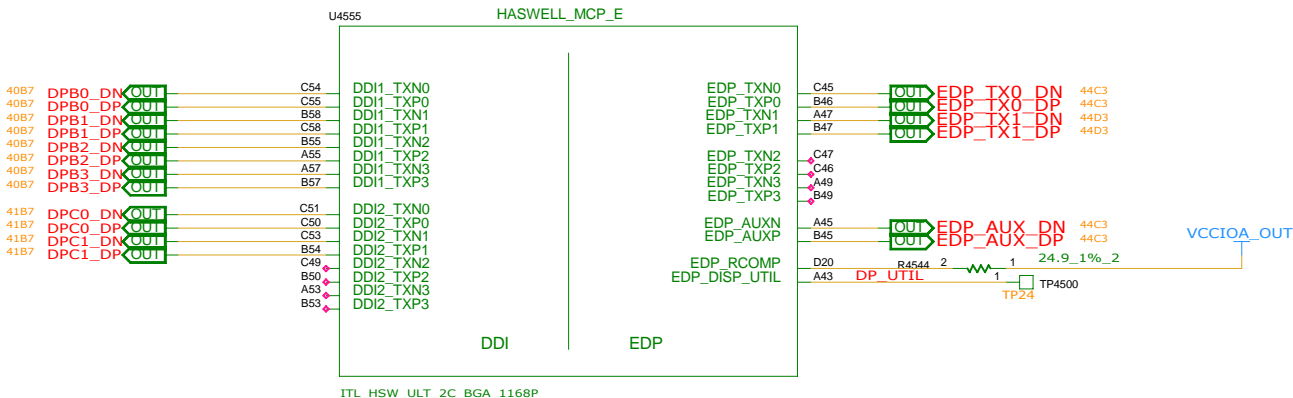 U4555 HASWELL_MCP_E
40B7 DPB0_DN OUT C54 DDI1_TXN0 EDP_TXN0 C45 OUT EDP_TX0_DN 44C3
40B7 DPB0_DP OUT C55 DDI1_TXP0 EDP_TXP0 B46 OUT EDP_TX0_DP 44C3
40B7 DPB1_DN OUT B58 DDI1_TXN1 EDP_TXN1 A47 OUT EDP_TX1_DN 44D3
40B7 DPB1_DP OUT C58 DDI1_TXP1 EDP_TXP1 B47 OUT EDP_TX1_DP 44D3
40B7 DPB2_DN OUT B55 DDI1_TXN2
40B7 DPB2_DP OUT A55 DDI1_TXP2 EDP_TXN2 C47
40B7 DPB3_DN OUT A57 DDI1_TXN3 EDP_TXP2 C46
40B7 DPB3_DP OUT B57 DDI1_TXP3 EDP_TXN3 A49
EDP_TXP3 B49
41B7 DPC0_DN OUT C51 DDI2_TXN0
41B7 DPC0_DP OUT C50 DDI2_TXP0 EDP_AUXN A45 OUT EDP_AUX_DN 44C3
41B7 DPC1_DN OUT C53 DDI2_TXN1 EDP_AUXP B45 OUT EDP_AUX_DP 44C3
VCCIOA_OUT
41B7 DPC1_DP OUT B54 DDI2_TXP1
C49 DDI2_TXN2 EDP_RCOMP D20 R4544 2 1 24.9_1%_2
B50 DDI2_TXP2 EDP_DISP_UTIL A43 DP_UTIL 1 TP4500
A53 DDI2_TXN3 TP24
B53 DDI2_TXP3
DDI EDP
ITL HSW ULT 2C BGA 1168P